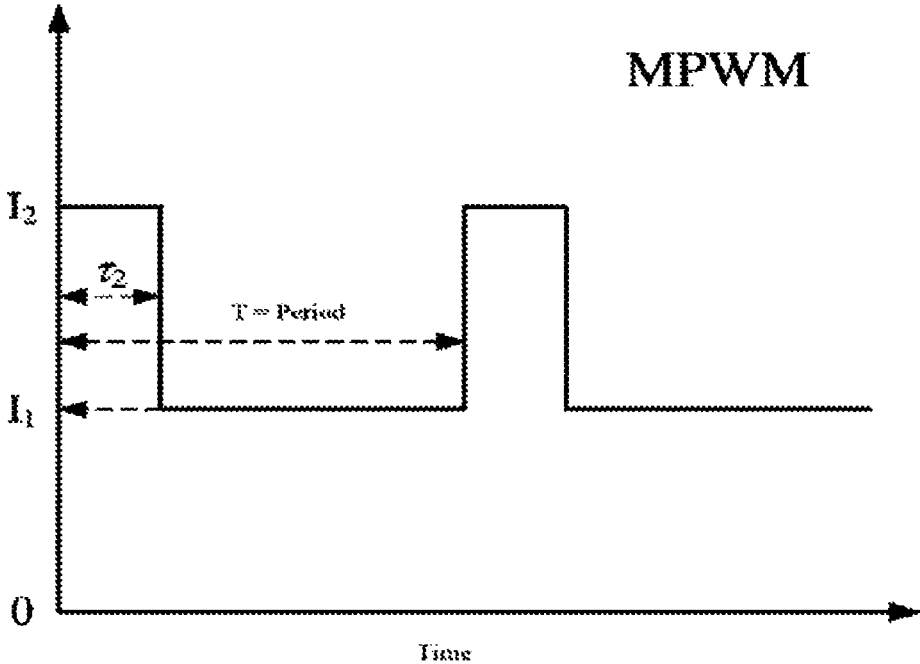 MPWM
I₂
τ₂
T = Period
I₁
0
Time